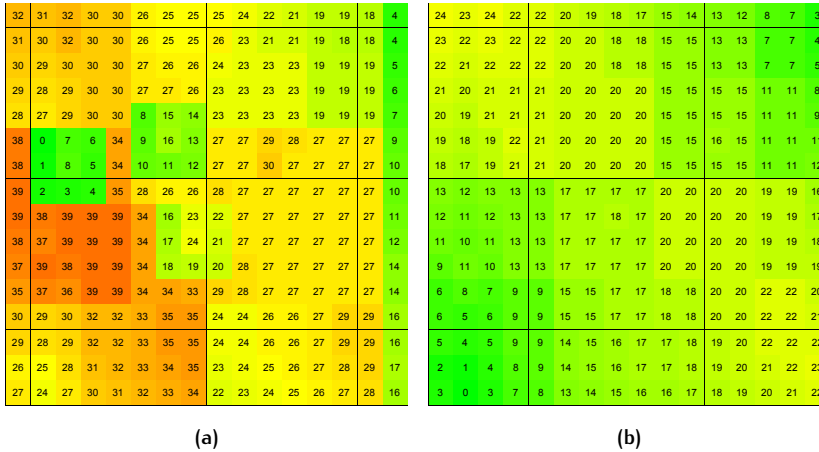 32 31 32 30 30 26 25 25 25 24 22 21 19 19 18 4
31 30 32 30 30 26 25 25 26 23 21 21 19 18 18 4
30 29 30 30 30 27 26 26 24 23 23 23 19 19 19 5
29 28 29 30 30 27 27 26 23 23 23 23 19 19 19 6
28 27 29 30 30 8 15 14 23 23 23 23 19 19 19 7
38 0 7 6 34 9 16 13 27 27 29 28 27 27 27 9
38 1 8 5 34 10 11 12 27 27 30 27 27 27 27 10
39 2 3 4 35 28 26 26 28 27 27 27 27 27 27 10
39 38 39 39 39 34 16 23 22 27 27 27 27 27 27 11
38 37 39 39 39 34 17 24 21 27 27 27 27 27 27 12
37 39 38 39 39 34 18 19 20 28 27 27 27 27 27 14
35 37 36 39 39 34 34 33 29 28 27 27 27 27 27 14
30 29 30 32 32 33 35 35 24 24 26 26 27 29 29 16
29 28 29 32 32 33 35 35 24 24 26 26 27 29 29 16
26 25 28 31 32 33 34 35 23 24 25 26 27 28 29 17
27 24 27 30 31 32 33 34 22 23 24 25 26 27 28 16
(a)
24 23 24 22 22 20 19 18 17 15 14 13 12 8 7 3
23 22 23 22 22 20 20 18 18 15 15 13 13 7 7 4
22 21 22 22 22 20 20 18 18 15 15 13 13 7 7 5
21 20 21 21 21 20 20 20 20 15 15 15 15 11 11 8
20 19 21 21 21 20 20 20 20 15 15 15 15 11 11 9
19 18 19 22 21 20 20 20 20 15 15 16 15 11 11 11
18 17 19 21 21 20 20 20 20 15 15 15 15 11 11 12
13 12 13 13 13 17 17 17 17 20 20 20 20 19 19 16
12 11 12 13 13 17 17 18 17 20 20 20 20 19 19 17
11 10 11 13 13 17 17 17 17 20 20 20 20 19 19 18
9 11 10 13 13 17 17 17 17 20 20 20 20 19 19 19
6 8 7 9 9 15 15 17 17 18 18 20 20 22 22 20
6 5 6 9 9 15 15 17 17 18 18 20 20 22 22 21
5 4 5 9 9 14 15 16 17 17 18 20 20 22 22 22
2 1 4 8 9 14 15 16 17 17 18 19 20 22 22 23
3 0 3 7 8 13 14 15 16 16 17 18 19 20 21 22
(b)